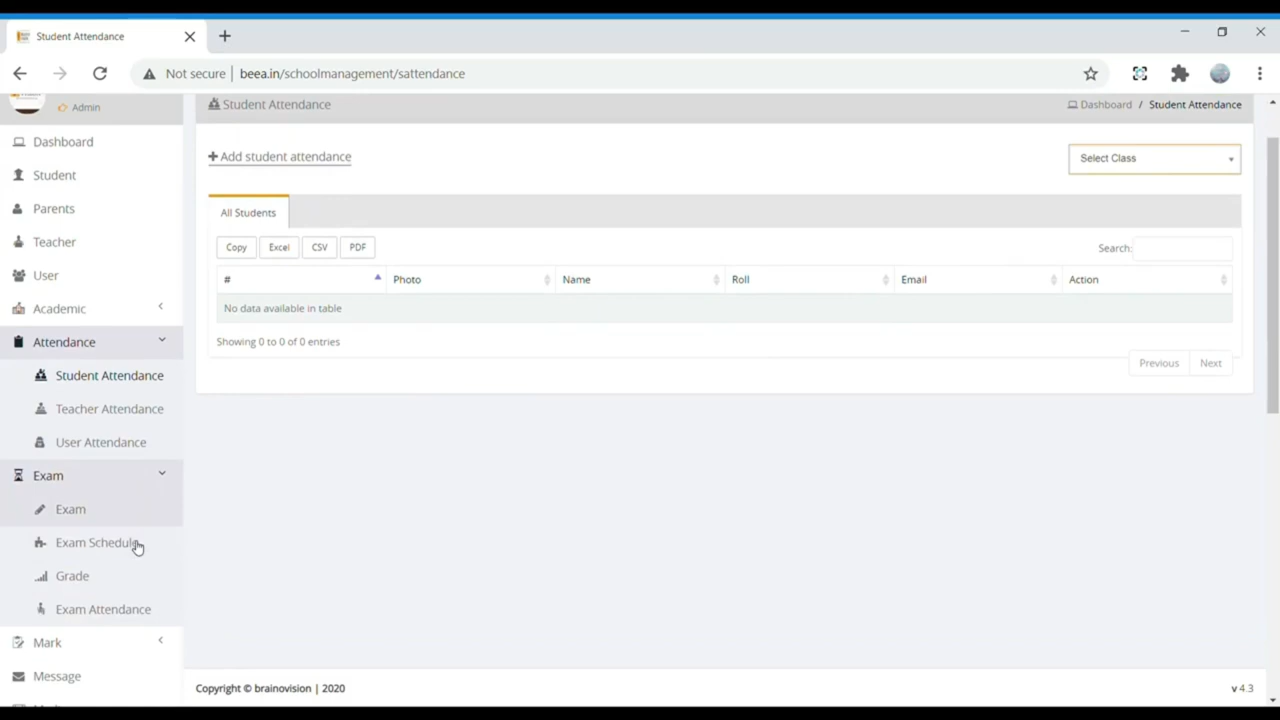 Student Attendance
Not secure | beea.in/schoolmanagement/sattendance
Admin
Student Attendance
Dashboard / Student Attendance
Dashboard
Student
Parents
Teacher
User
Academic
Attendance
Student Attendance
Teacher Attendance
User Attendance
Exam
Exam
Exam Schedule
Grade
Exam Attendance
Mark
Message
Add student attendance
Select Class
All Students
Copy Excel CSV PDF
Search:
# Photo Name Roll Email Action
No data available in table
Showing 0 to 0 of 0 entries
Previous Next
Copyright © brainovision | 2020
v 4.3